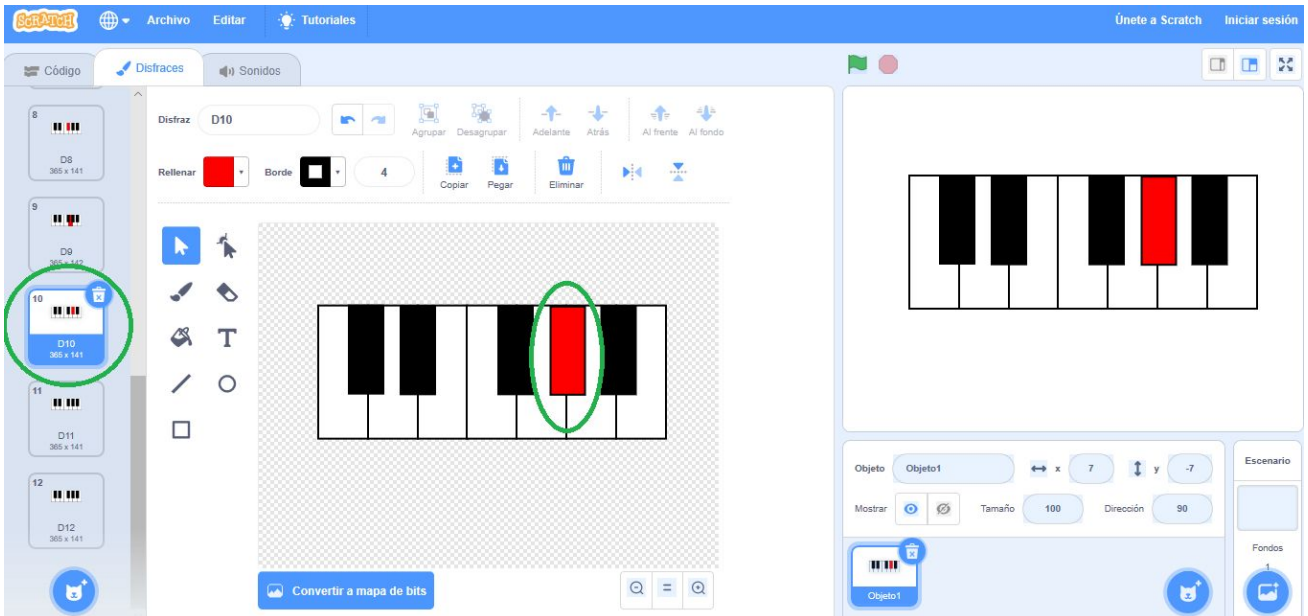 SCRATCH Archivo Editar Tutoriales Únete a Scratch Iniciar sesión
Código Disfraces Sonidos
8
D8
365 x 141
9
D9
365 x 142
10
D10
365 x 141
11
D11
365 x 141
12
D12
365 x 141
Disfraz D10
Agrupar Desagrupar Adelante Atrás Al frente Al fondo
Rellenar Borde 4
Copiar Pegar Eliminar
T
Convertir a mapa de bits
Objeto Objeto1 x 7 y -7
Mostrar Tamaño 100 Dirección 90
Objeto1
Escenario
Fondos
1